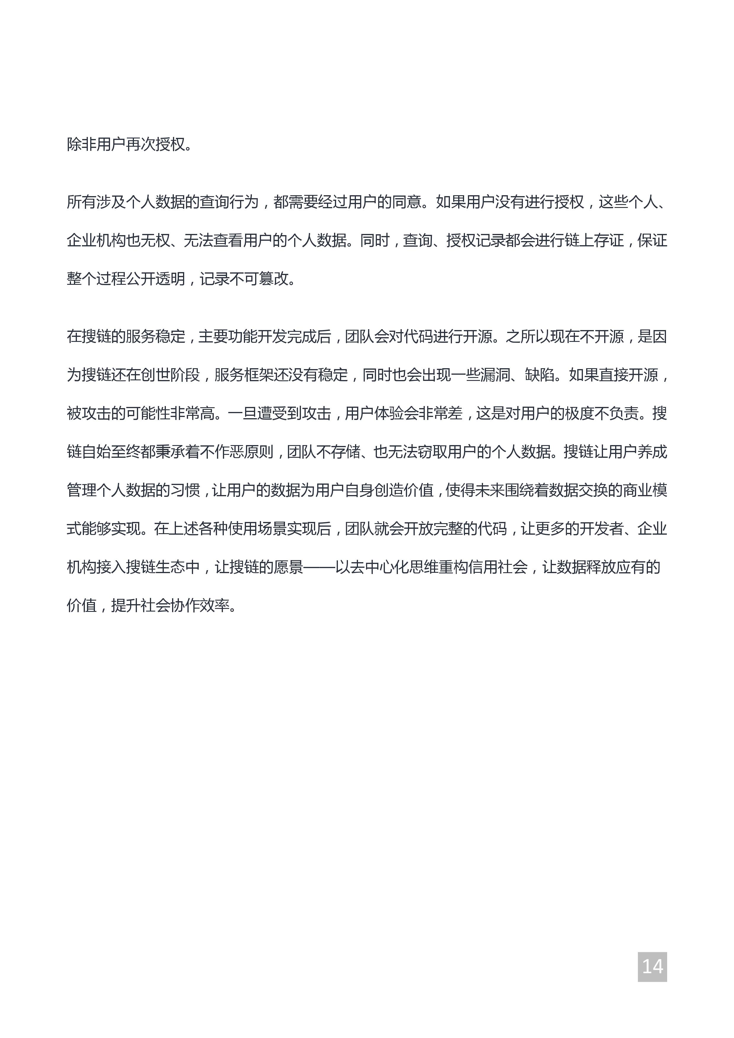 除非用户再次授权。
所有涉及个人数据的查询行为，都需要经过用户的同意。如果用户没有进行授权，这些个人、
企业机构也无权、无法查看用户的个人数据。同时，查询、授权记录都会进行链上存证，保证
整个过程公开透明，记录不可篡改。
在搜链的服务稳定，主要功能开发完成后，团队会对代码进行开源。之所以现在不开源，是因
为搜链还在创世阶段，服务框架还没有稳定，同时也会出现一些漏洞、缺陷。如果直接开源，
被攻击的可能性非常高。一旦遭受到攻击，用户体验会非常差，这是对用户的极度不负责。搜
链自始至终都秉承着不作恶原则，团队不存储、也无法窃取用户的个人数据。搜链让用户养成
管理个人数据的习惯，让用户的数据为用户自身创造价值，使得未来围绕着数据交换的商业模
式能够实现。在上述各种使用场景实现后，团队就会开放完整的代码，让更多的开发者、企业
机构接入搜链生态中，让搜链的愿景——以去中心化思维重构信用社会，让数据释放应有的
价值，提升社会协作效率。
14